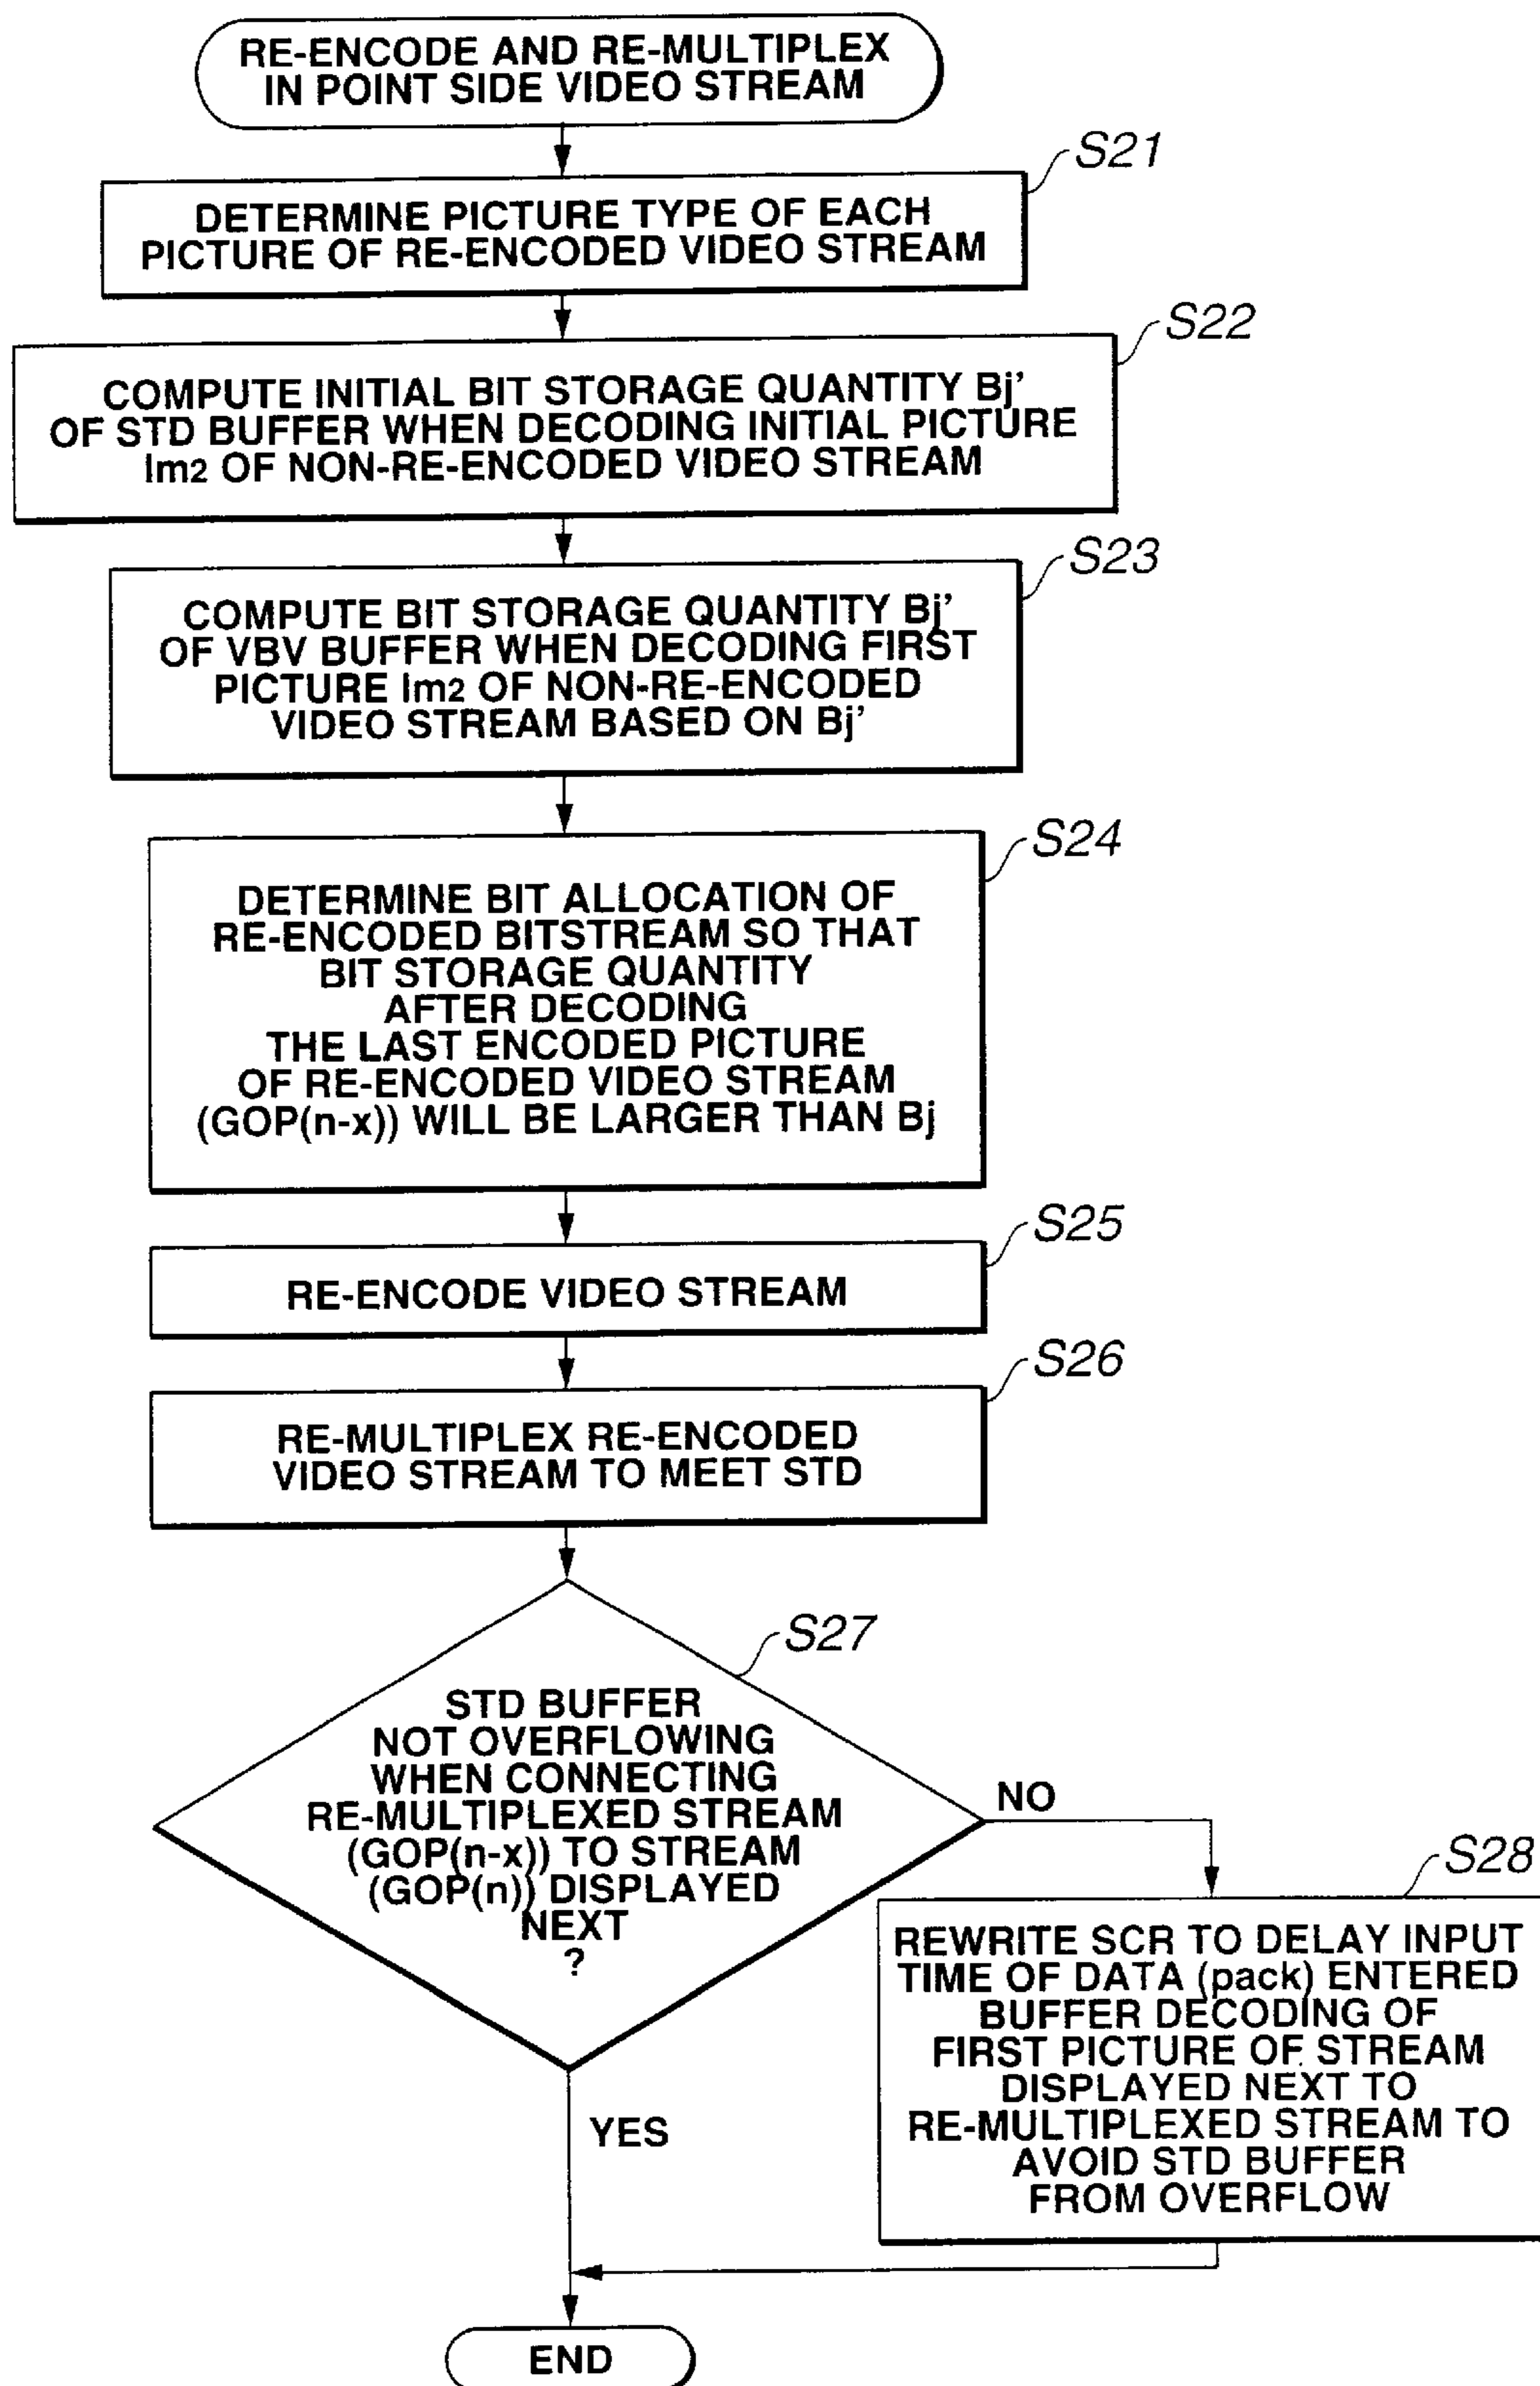 RE-ENCODE AND RE-MULTIPLEX
IN POINT SIDE VIDEO STREAM
S21
DETERMINE PICTURE TYPE OF EACH
PICTURE OF RE-ENCODED VIDEO STREAM
S22
COMPUTE INITIAL BIT STORAGE QUANTITY Bj'
OF STD BUFFER WHEN DECODING INITIAL PICTURE
Im2 OF NON-RE-ENCODED VIDEO STREAM
S23
COMPUTE BIT STORAGE QUANTITY Bj'
OF VBV BUFFER WHEN DECODING FIRST
PICTURE Im2 OF NON-RE-ENCODED
VIDEO STREAM BASED ON Bj'
S24
DETERMINE BIT ALLOCATION OF
RE-ENCODED BITSTREAM SO THAT
BIT STORAGE QUANTITY
AFTER DECODING
THE LAST ENCODED PICTURE
OF RE-ENCODED VIDEO STREAM
(GOP(n-x)) WILL BE LARGER THAN Bj
S25
RE-ENCODE VIDEO STREAM
S26
RE-MULTIPLEX RE-ENCODED
VIDEO STREAM TO MEET STD
S27
STD BUFFER
NOT OVERFLOWING
WHEN CONNECTING
RE-MULTIPLEXED STREAM
(GOP(n-x)) TO STREAM
(GOP(n)) DISPLAYED
NEXT
?
NO
S28
REWRITE SCR TO DELAY INPUT
TIME OF DATA (pack) ENTERED
BUFFER DECODING OF
FIRST PICTURE OF STREAM
DISPLAYED NEXT TO
RE-MULTIPLEXED STREAM TO
AVOID STD BUFFER
FROM OVERFLOW
YES
END